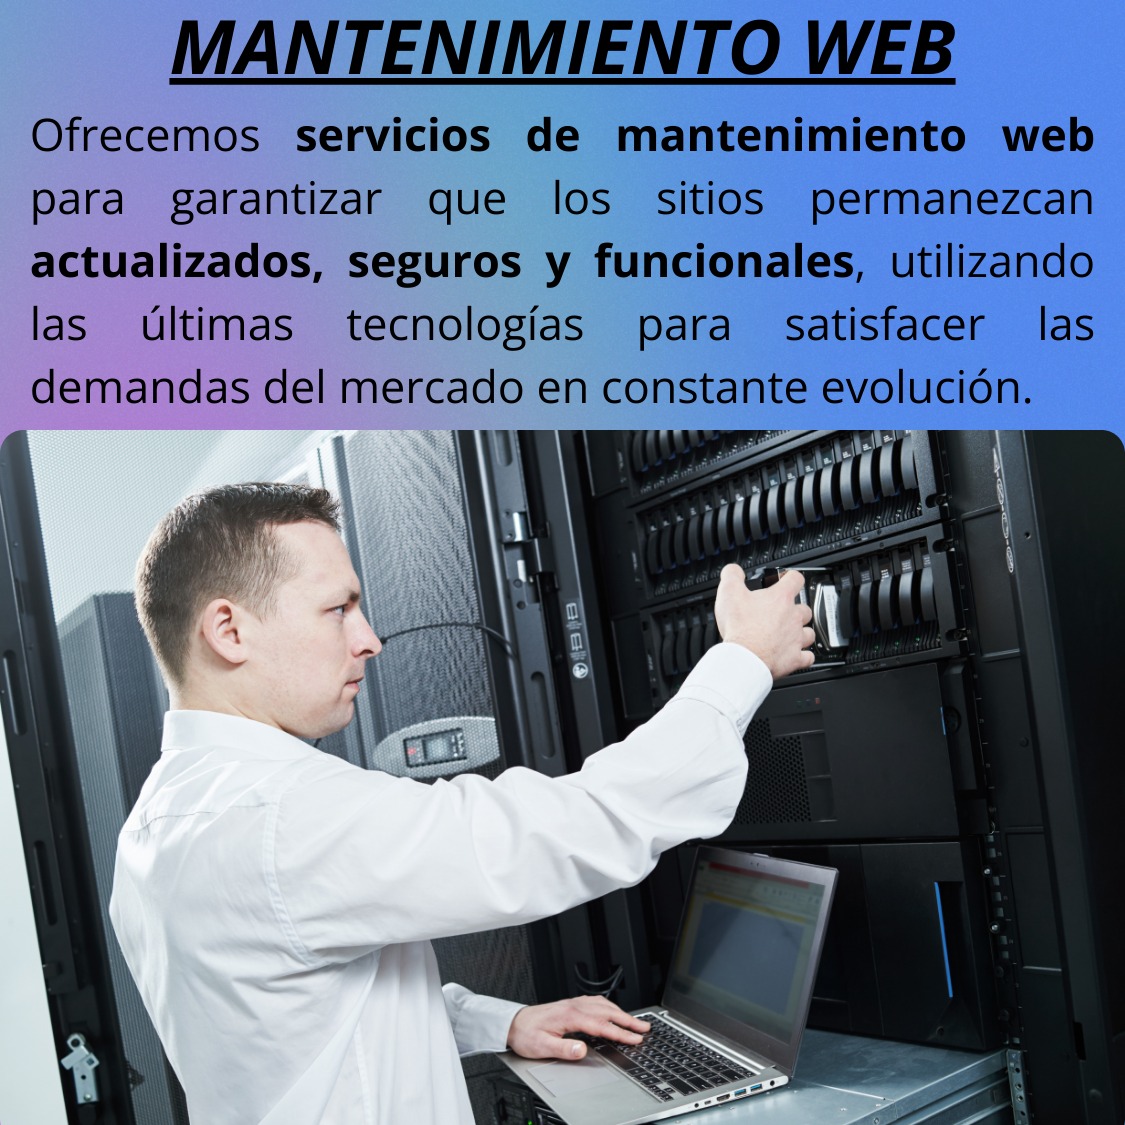 MANTENIMIENTO WEB
Ofrecemos servicios de mantenimiento web
para garantizar que los sitios permanezcan
actualizados, seguros y funcionales, utilizando
las últimas tecnologías para satisfacer las
demandas del mercado en constante evolución.